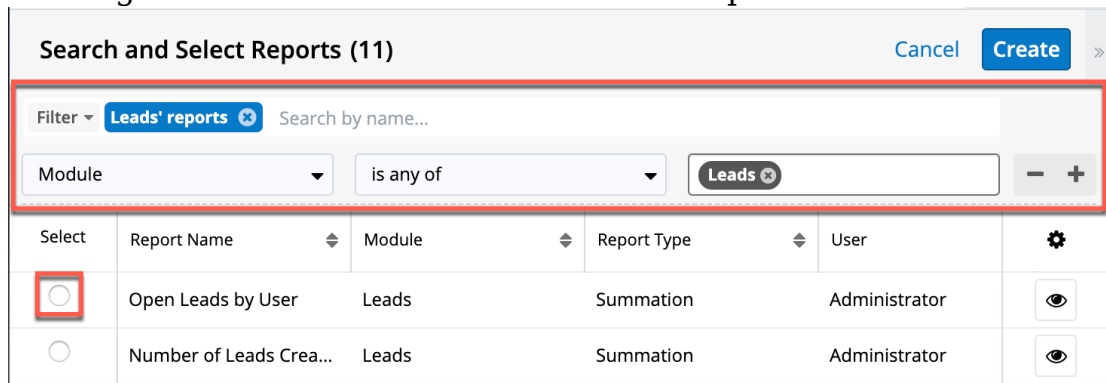 Search and Select Reports (11) Cancel Create »
Filter Leads' reports Search by name...
Module is any of Leads
Select Report Name Module Report Type User
Open Leads by User Leads Summation Administrator
Number of Leads Crea... Leads Summation Administrator